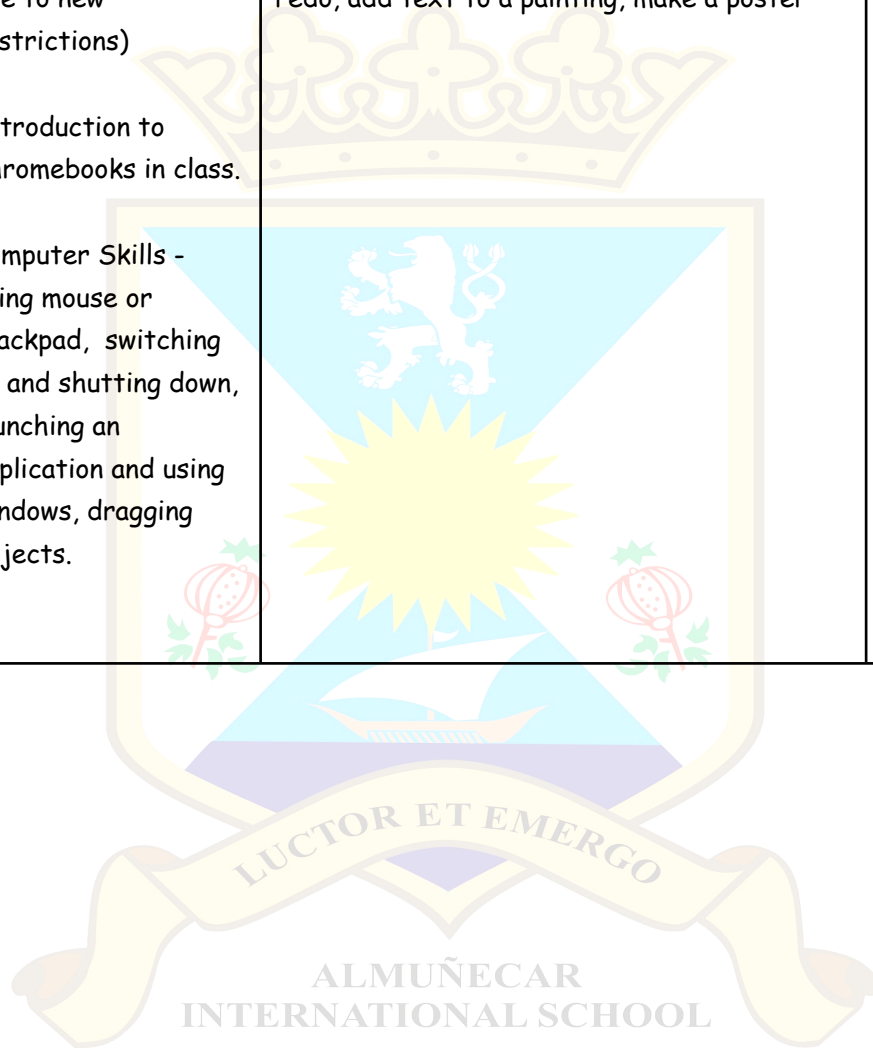 e to new
strictions)
troduction to
romebooks in class.
mputer Skills -
ing mouse or
ackpad, switching
and shutting down,
unching an
plication and using
ndows, dragging
jects.
edo, add text to a painting, make a poster
LUCTOR ET EMERGO
ALMUÑECAR
INTERNATIONAL SCHOOL